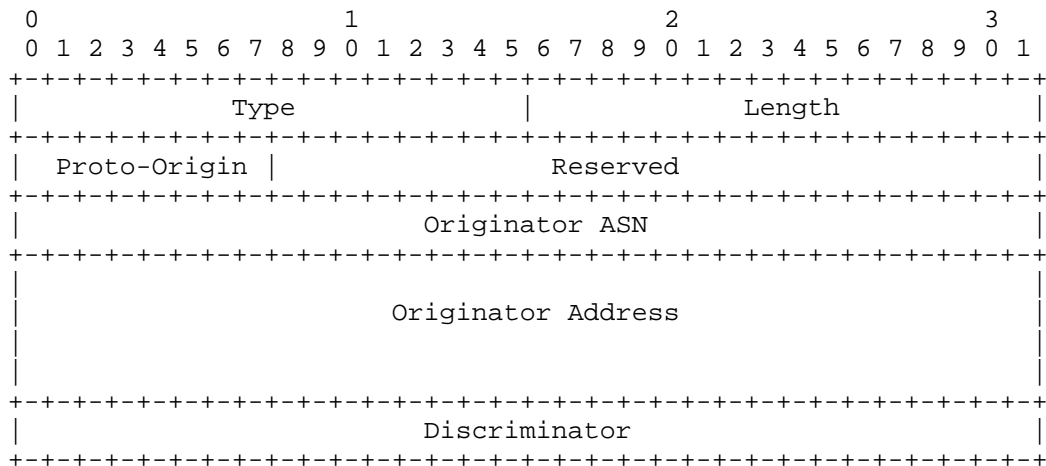 0                   1                   2                   3
0 1 2 3 4 5 6 7 8 9 0 1 2 3 4 5 6 7 8 9 0 1 2 3 4 5 6 7 8 9 0 1
+-+-+-+-+-+-+-+-+-+-+-+-+-+-+-+-+-+-+-+-+-+-+-+-+-+-+-+-+-+-+-+-+
| Type | Length |
+-+-+-+-+-+-+-+-+-+-+-+-+-+-+-+-+-+-+-+-+-+-+-+-+-+-+-+-+-+-+-+-+
| Proto-Origin | Reserved |
+-+-+-+-+-+-+-+-+-+-+-+-+-+-+-+-+-+-+-+-+-+-+-+-+-+-+-+-+-+-+-+-+
| Originator ASN |
+-+-+-+-+-+-+-+-+-+-+-+-+-+-+-+-+-+-+-+-+-+-+-+-+-+-+-+-+-+-+-+-+
| |
| Originator Address |
| |
| |
+-+-+-+-+-+-+-+-+-+-+-+-+-+-+-+-+-+-+-+-+-+-+-+-+-+-+-+-+-+-+-+-+
| Discriminator |
+-+-+-+-+-+-+-+-+-+-+-+-+-+-+-+-+-+-+-+-+-+-+-+-+-+-+-+-+-+-+-+-+